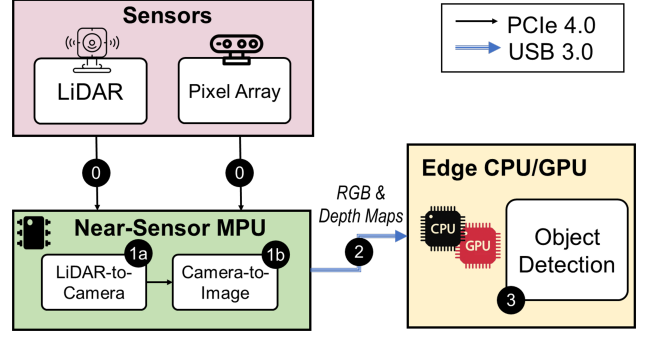 Sensors
LiDAR
Pixel Array
PCIe 4.0
USB 3.0
0
0
Near-Sensor MPU
1a
1b
LiDAR-to-
Camera
Camera-to-
Image
RGB &
Depth Maps
2
Edge CPU/GPU
CPU
GPU
Object
Detection
3